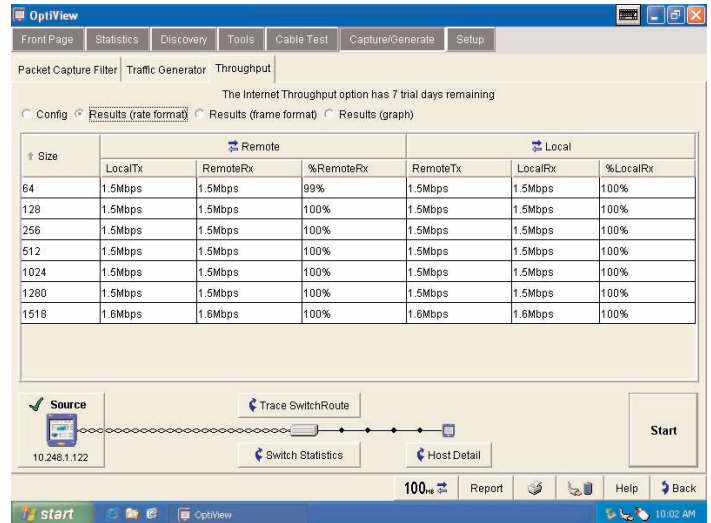 OptiView
Front Page Statistics Discovery Tools Cable Test Capture/Generate Setup
Packet Capture Filter Traffic Generator Throughput
The Internet Throughput option has 7 trial days remaining
Config Results (rate format) Results (frame format) Results (graph)
Size Remote Local
LocalTx RemoteRx %RemoteRx RemoteTx LocalRx %LocalRx
64 1.5Mbps 1.5Mbps 99% 1.5Mbps 1.5Mbps 100%
128 1.5Mbps 1.5Mbps 100% 1.5Mbps 1.5Mbps 100%
256 1.5Mbps 1.5Mbps 100% 1.5Mbps 1.5Mbps 100%
512 1.5Mbps 1.5Mbps 100% 1.5Mbps 1.5Mbps 100%
1024 1.5Mbps 1.5Mbps 100% 1.5Mbps 1.5Mbps 100%
1280 1.5Mbps 1.5Mbps 100% 1.5Mbps 1.5Mbps 100%
1518 1.6Mbps 1.6Mbps 100% 1.6Mbps 1.6Mbps 100%
Source
10.248.1.122
Trace SwitchRoute
Switch Statistics
Host Detail
Start
100 Report Help Back
start OptiView 10:02 AM